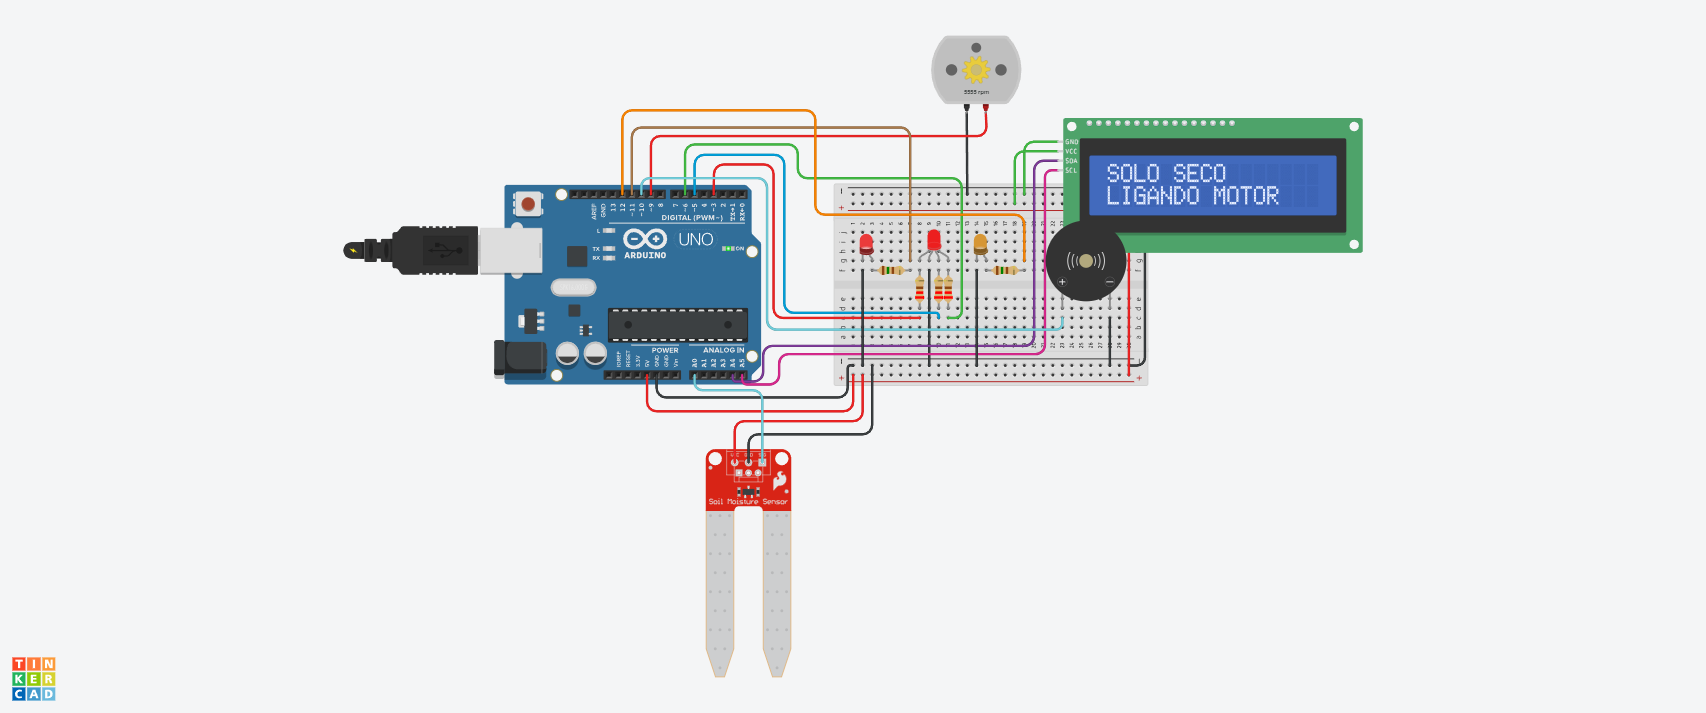 5555 rpm
GND
VCC
SDA
SCL
SOLO SECO
LIGANDO MOTOR
AREF
GND
13
12
~11
~10
~9
8
7
~6
~5
4
~3
2
TX→1
RX←0
DIGITAL (PWM~)
L
TX
RX
ARDUINO
UNO
ON
POWER
ANALOG IN
IOREF
RESET
3.3V
5V
GND
GND
Vin
A0
A1
A2
A3
A4
A5
Soil Moisture Sensor
TIN
KER
CAD